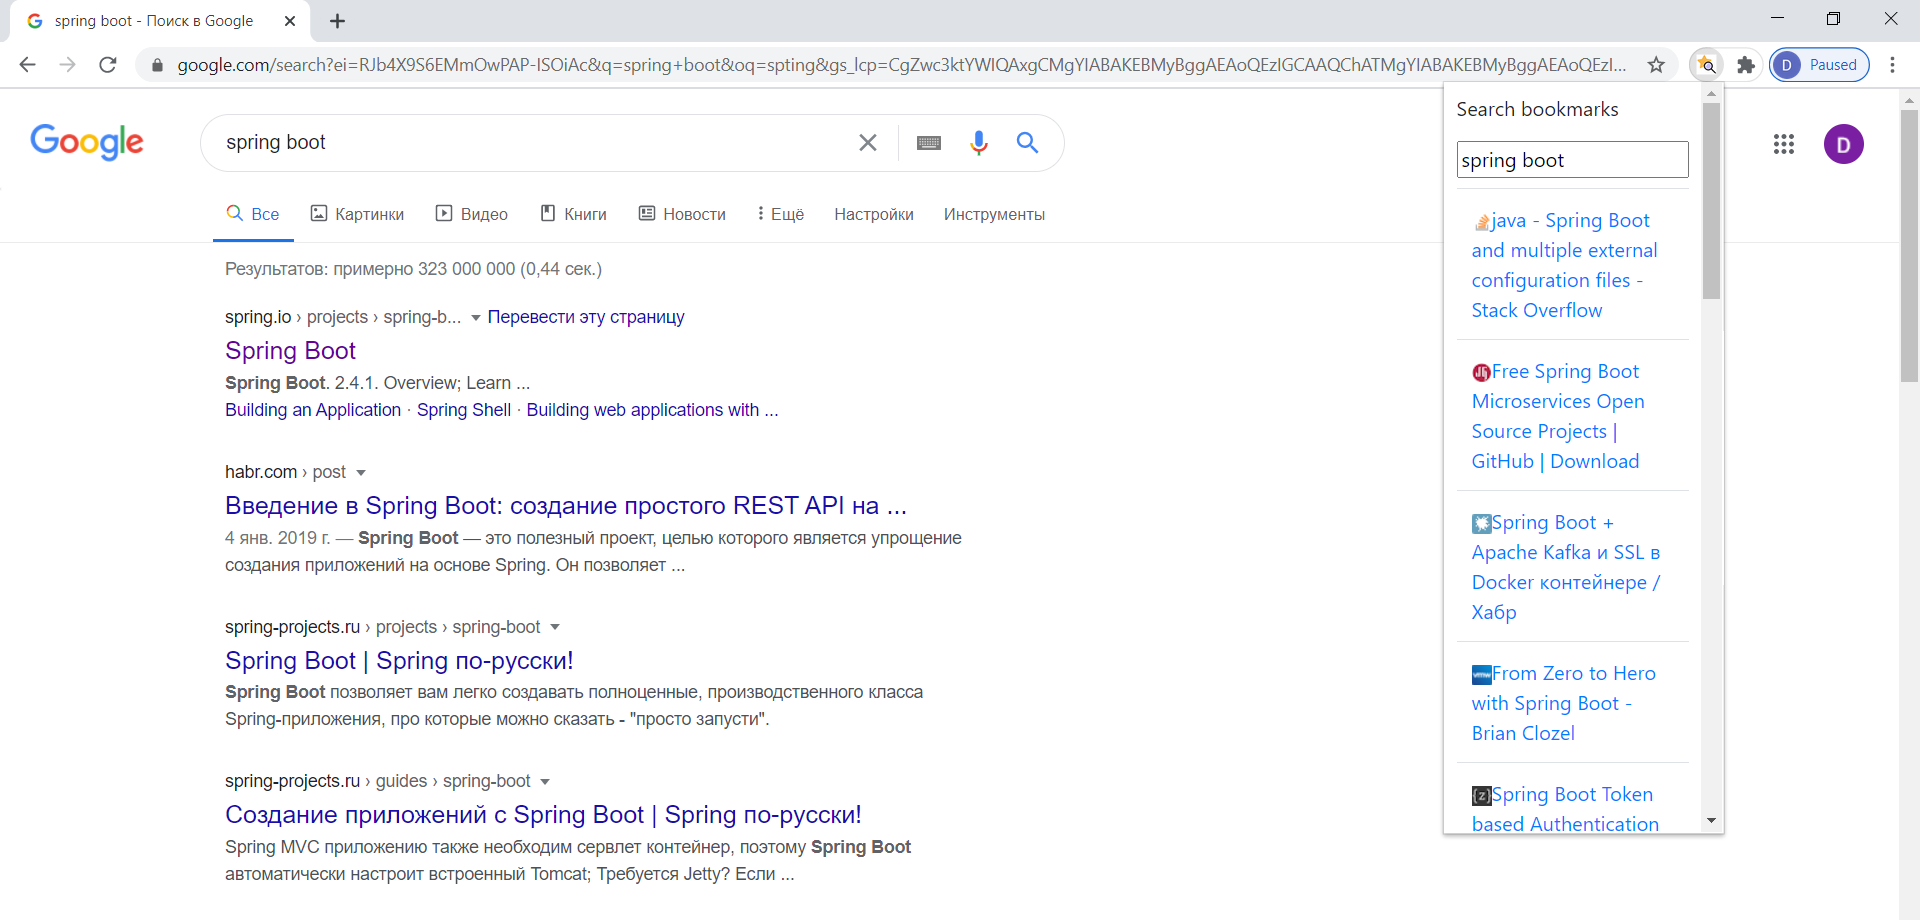 spring boot - Поиск в Google
google.com/search?ei=RJb4X9S6EMmOwPAP-ISOiAc&q=spring+boot&oq=spting&gs_lcp=CgZwc3ktYWIQAxgCMgYIABAKEBMyBggAEAoQEzIGCAAQChATMgYIABAKEBMyBggAEAoQEzI...
D Paused
Google
spring boot
D
Все
Картинки
Видео
Книги
Новости
Ещё
Настройки
Инструменты
Результатов: примерно 323 000 000 (0,44 сек.)
spring.io › projects › spring-b... Перевести эту страницу
Spring Boot
Spring Boot. 2.4.1. Overview; Learn ...
Building an Application · Spring Shell · Building web applications with ...
habr.com › post
Введение в Spring Boot: создание простого REST API на ...
4 янв. 2019 г. — Spring Boot — это полезный проект, целью которого является упрощение
создания приложений на основе Spring. Он позволяет ...
spring-projects.ru › projects › spring-boot
Spring Boot | Spring по-русски!
Spring Boot позволяет вам легко создавать полноценные, производственного класса
Spring-приложения, про которые можно сказать - "просто запусти".
spring-projects.ru › guides › spring-boot
Создание приложений с Spring Boot | Spring по-русски!
Spring MVC приложению также необходим сервлет контейнер, поэтому Spring Boot
автоматически настроит встроенный Tomcat; Требуется Jetty? Если ...
Search bookmarks
spring boot
java - Spring Boot
and multiple external
configuration files -
Stack Overflow
Free Spring Boot
Microservices Open
Source Projects |
GitHub | Download
Spring Boot +
Apache Kafka и SSL в
Docker контейнере /
Хабр
From Zero to Hero
with Spring Boot -
Brian Clozel
Spring Boot Token
based Authentication